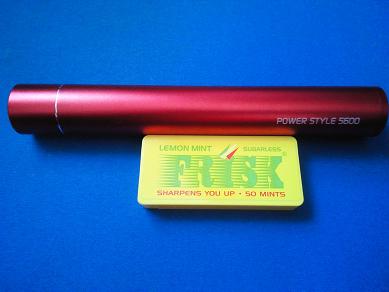 POWER STYLE 5600
LEMON MINT SUGARLESS
FRISK®
SHARPENS YOU UP • 50 MINTS